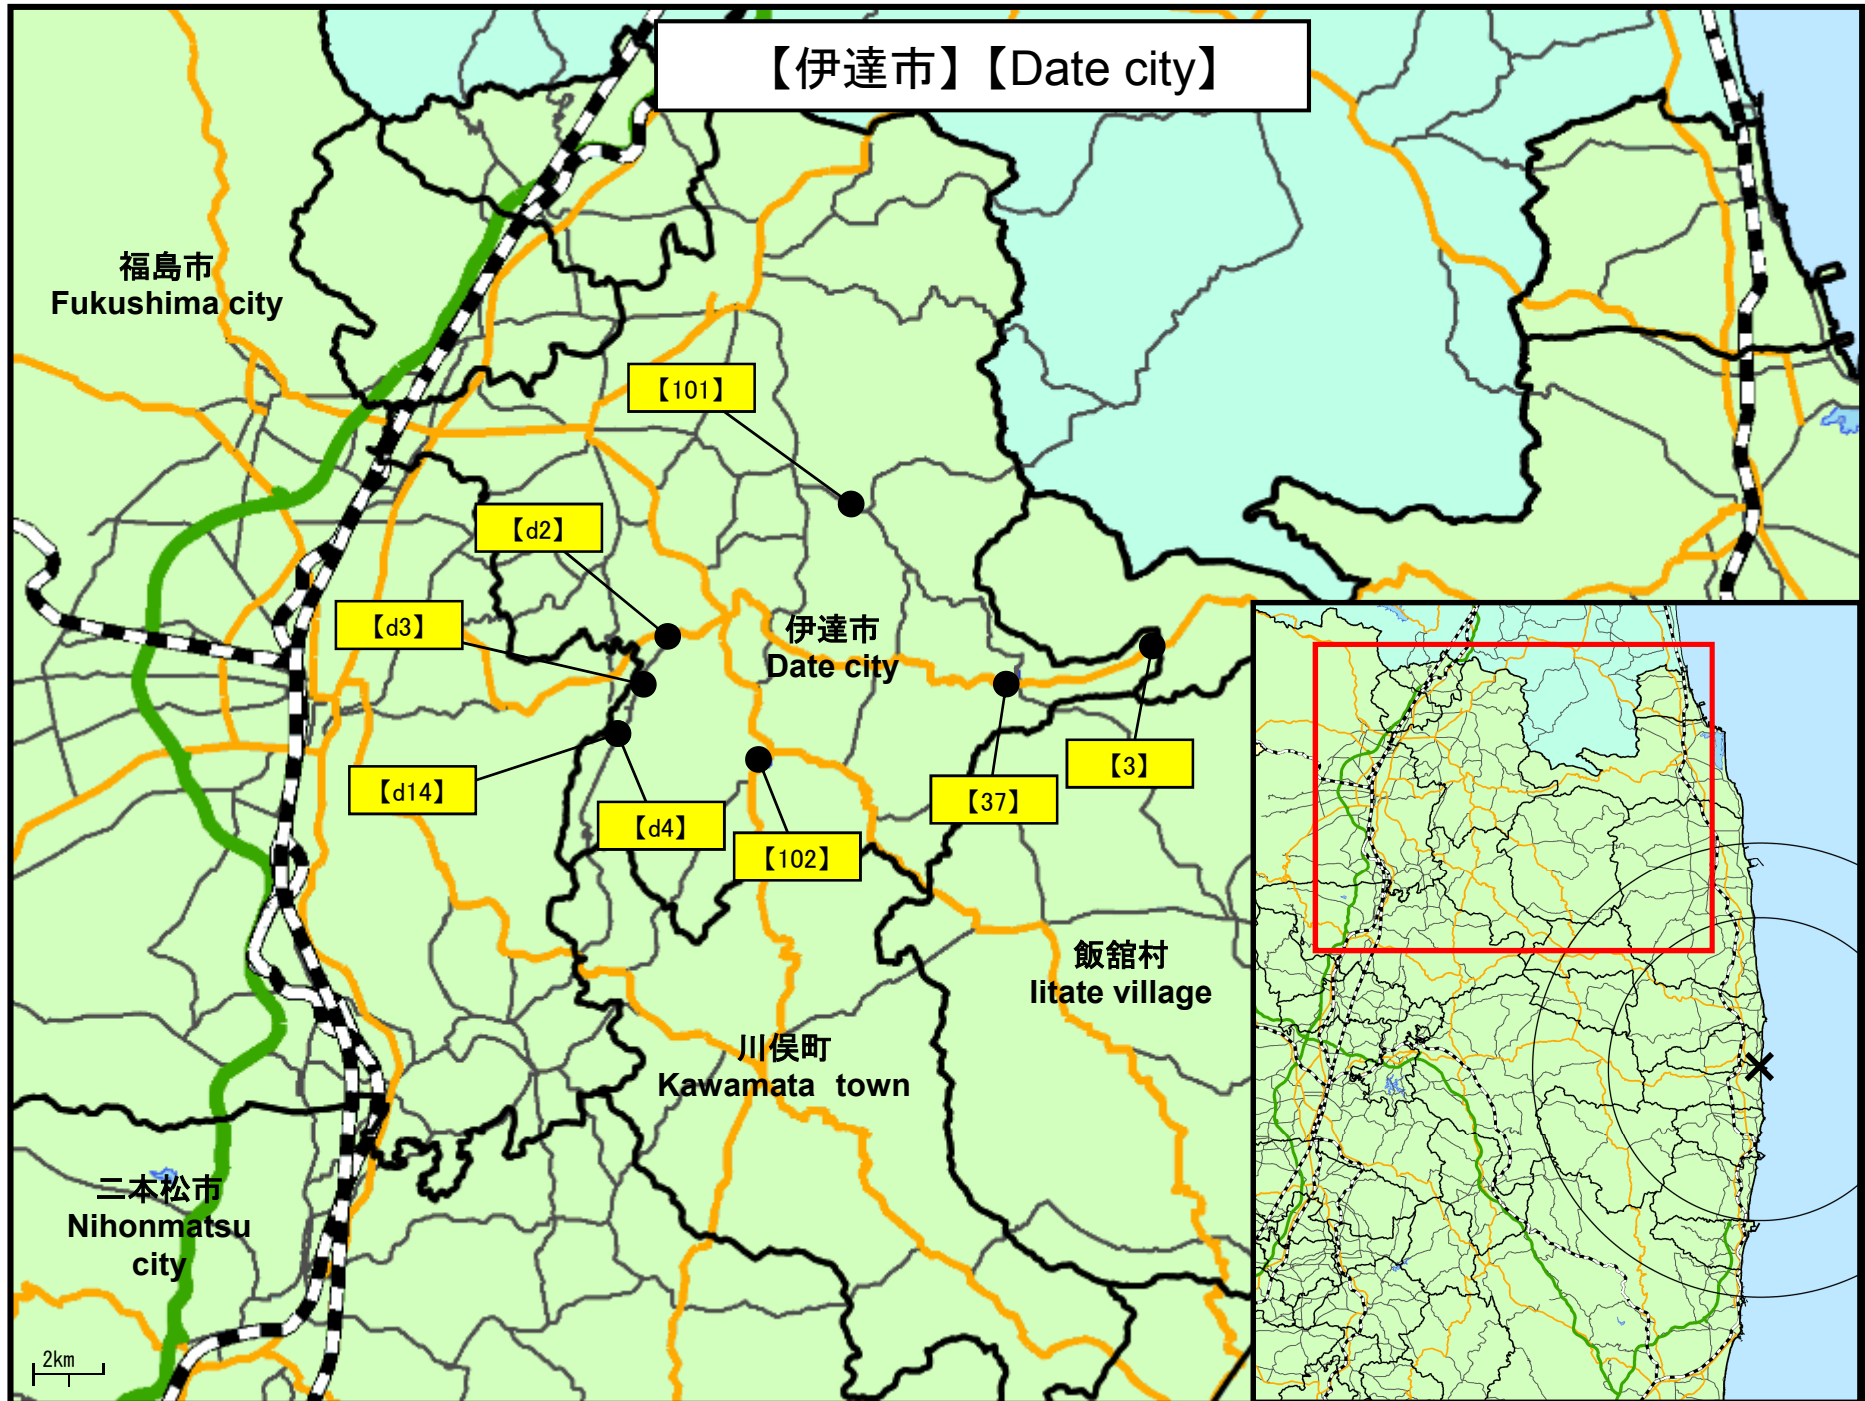 【伊達市】【Date city】
福島市
Fukushima city
【101】
【d2】
【d3】
伊達市
Date city
【d14】
【d4】
【102】
【37】
【3】
飯舘村
Iitate village
川俣町
Kawamata town
二本松市
Nihonmatsu
city
2km